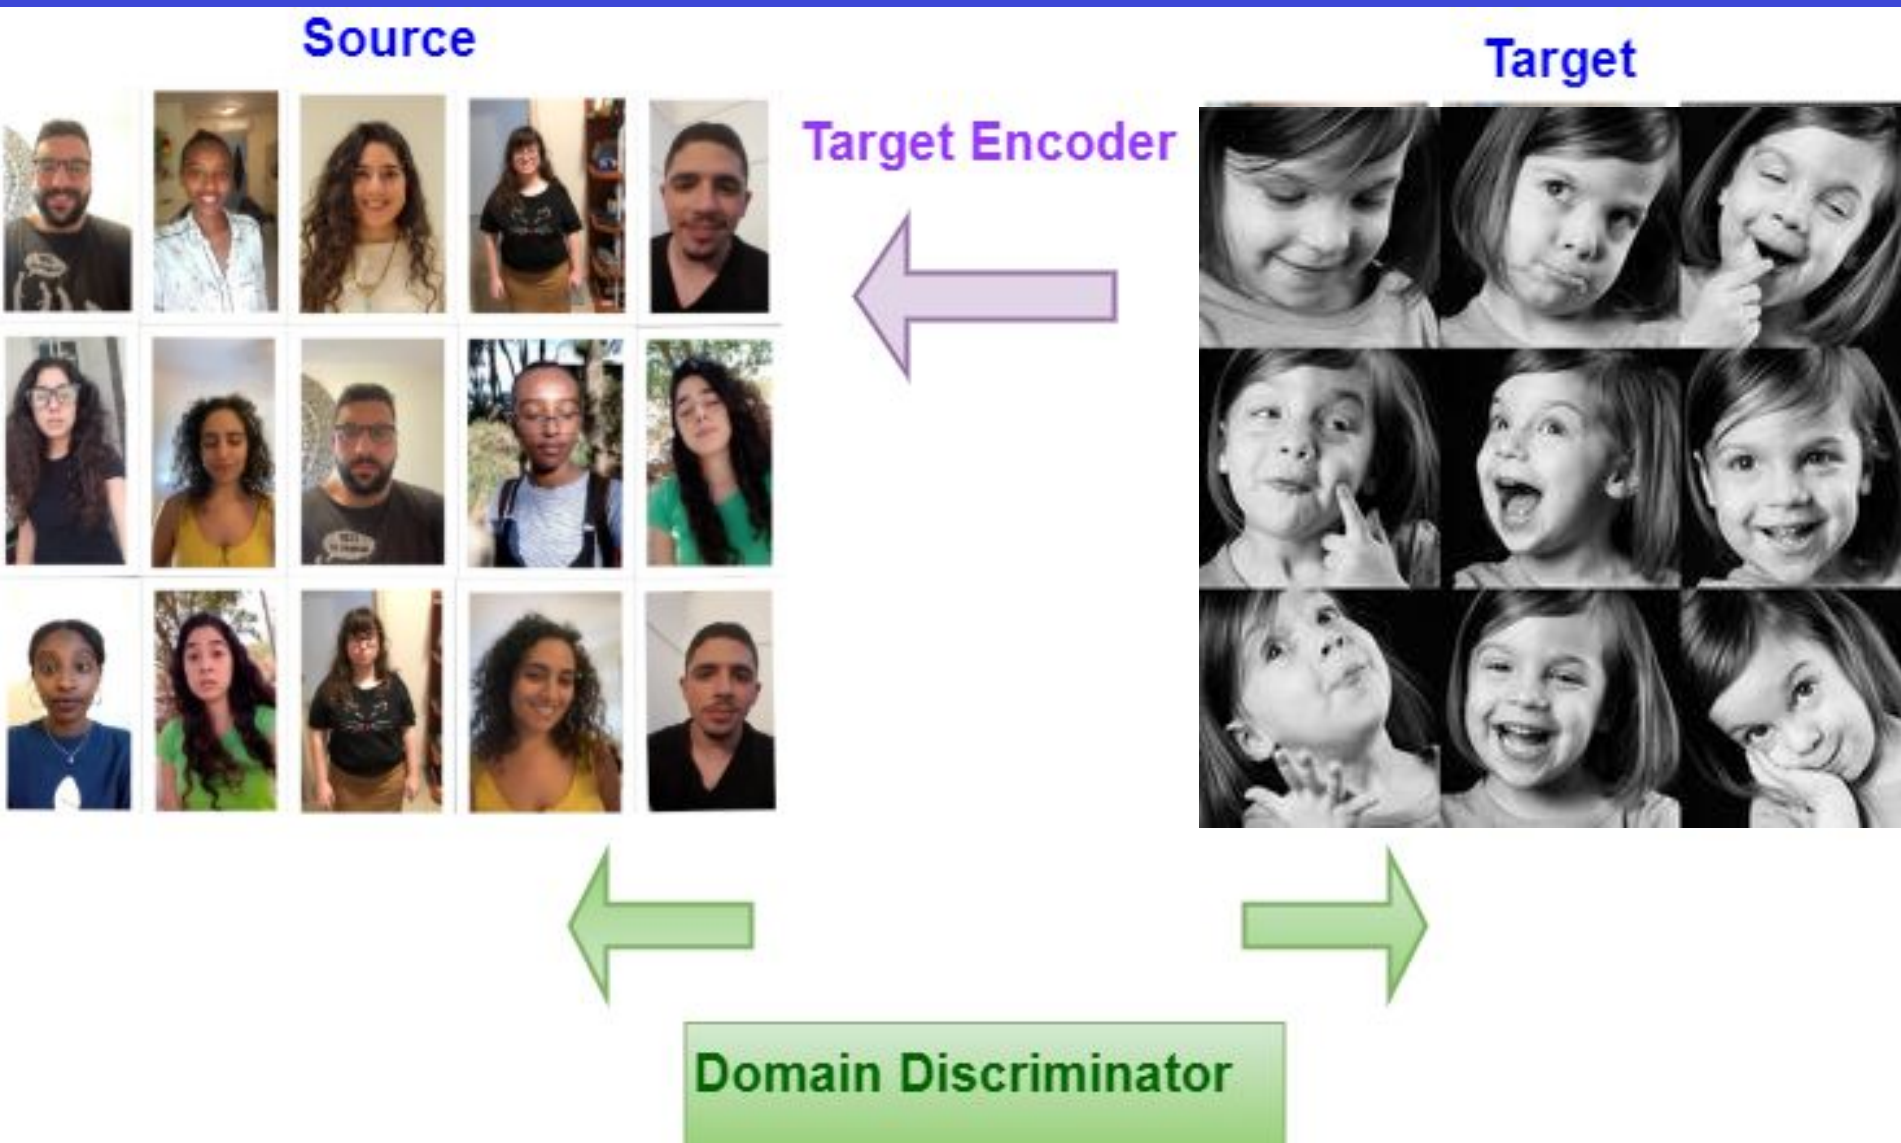 Source
Target
Target Encoder
Domain Discriminator